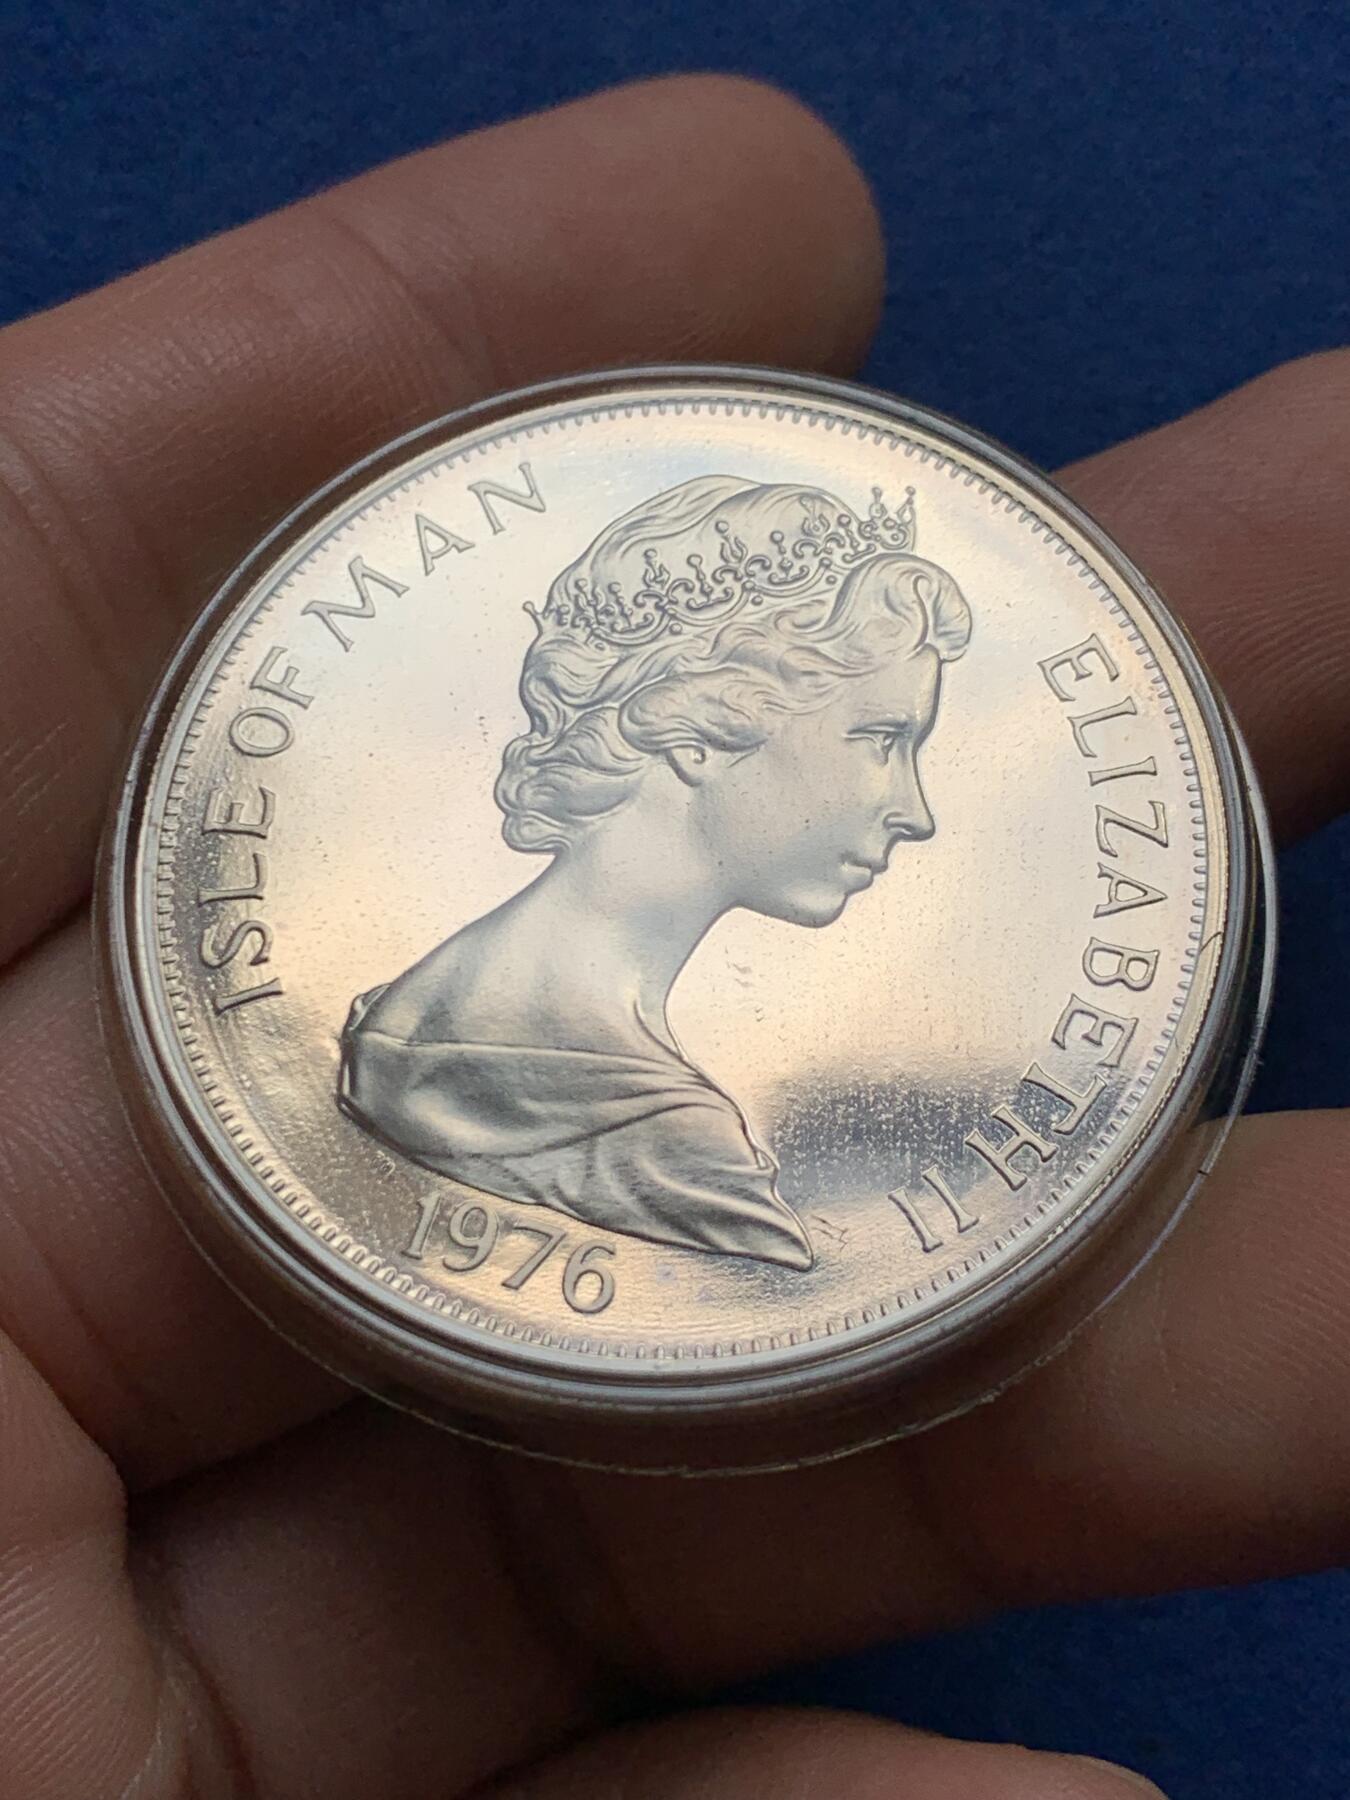 ISLE OF MAN
ELIZABETH II
1976